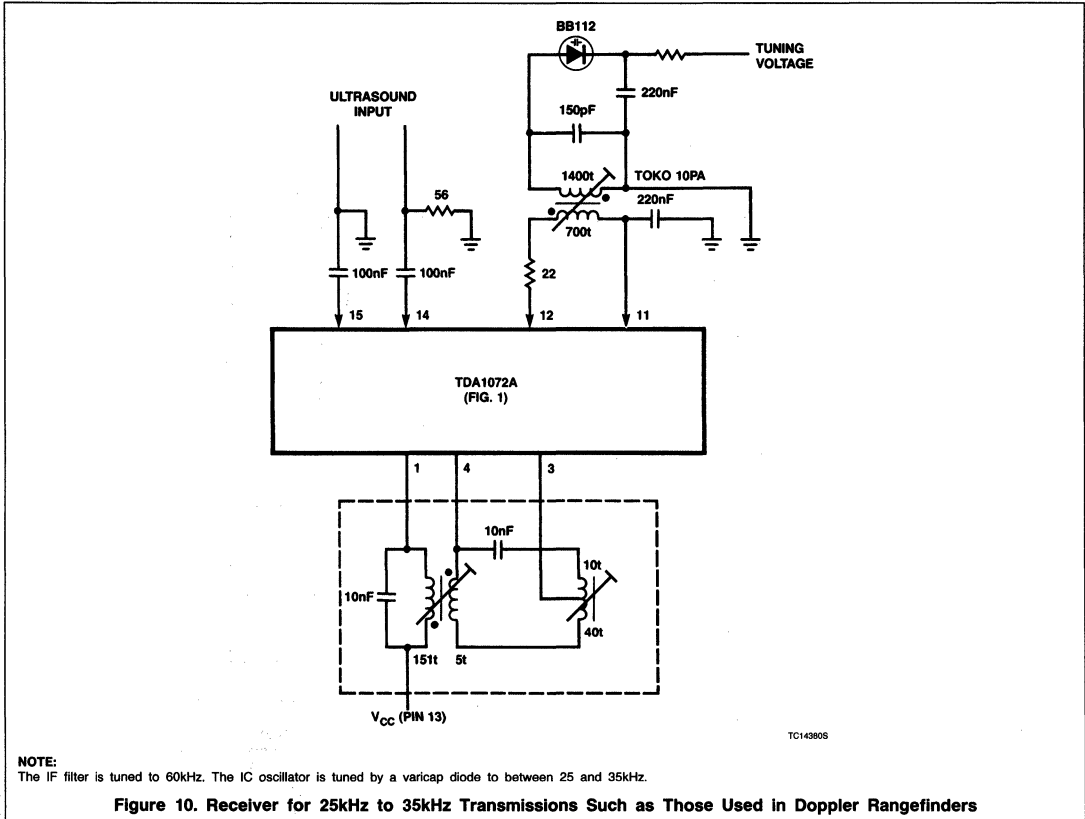 BB112
TUNING
VOLTAGE
220nF
ULTRASOUND
INPUT
150pF
1400t
TOKO 10PA
56
220nF
700t
100nF
100nF
22
15
14
12
11
TDA1072A
(FIG. 1)
1
4
3
10nF
10t
10nF
40t
151t
5t
VCC (PIN 13)
TC14380S
NOTE:
The IF filter is tuned to 60kHz. The IC oscillator is tuned by a varicap diode to between 25 and 35kHz.
Figure 10. Receiver for 25kHz to 35kHz Transmissions Such as Those Used in Doppler Rangefinders